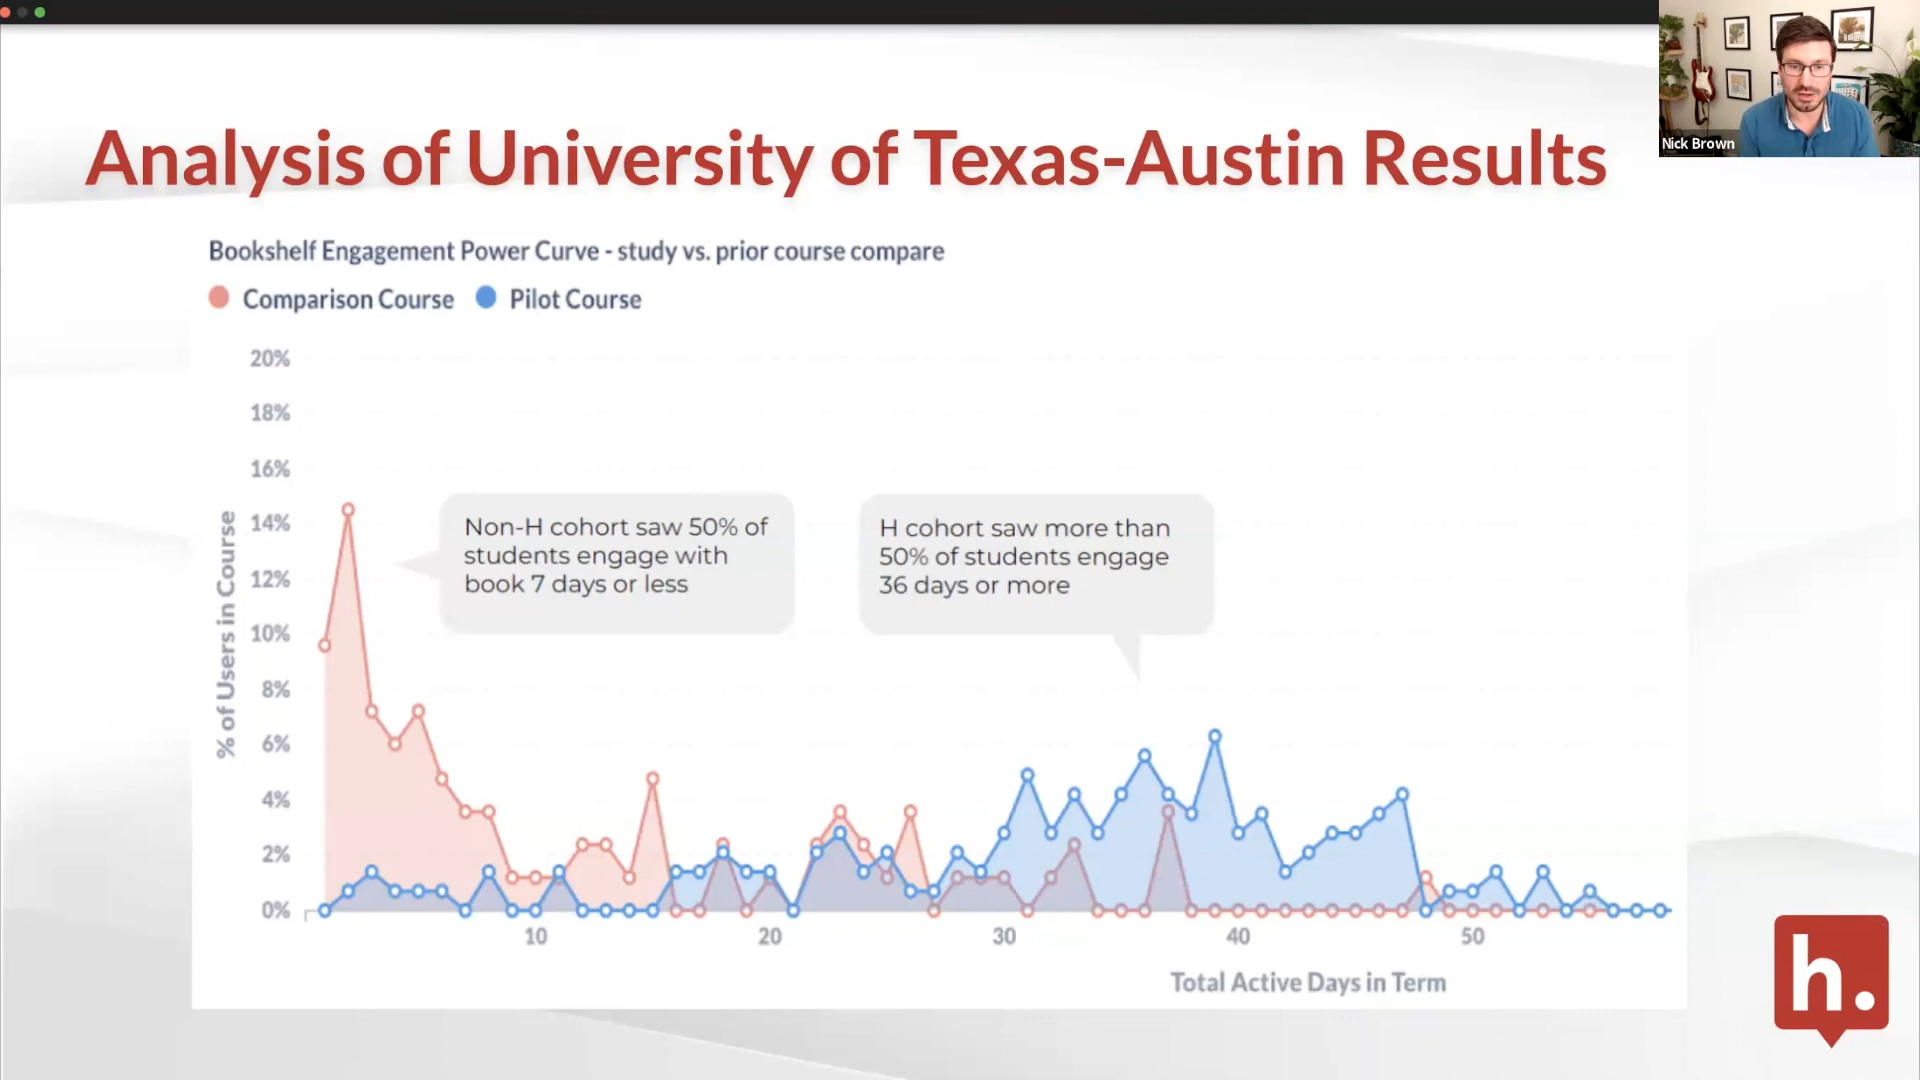 Analysis of University of Texas-Austin Results
Nick Brown
Bookshelf Engagement Power Curve - study vs. prior course compare
Comparison Course
Pilot Course
% of Users in Course
20%
18%
16%
14%
12%
10%
8%
6%
4%
2%
0%
Non-H cohort saw 50% of
students engage with
book 7 days or less
H cohort saw more than
50% of students engage
36 days or more
10
20
30
40
50
Total Active Days in Term
h.